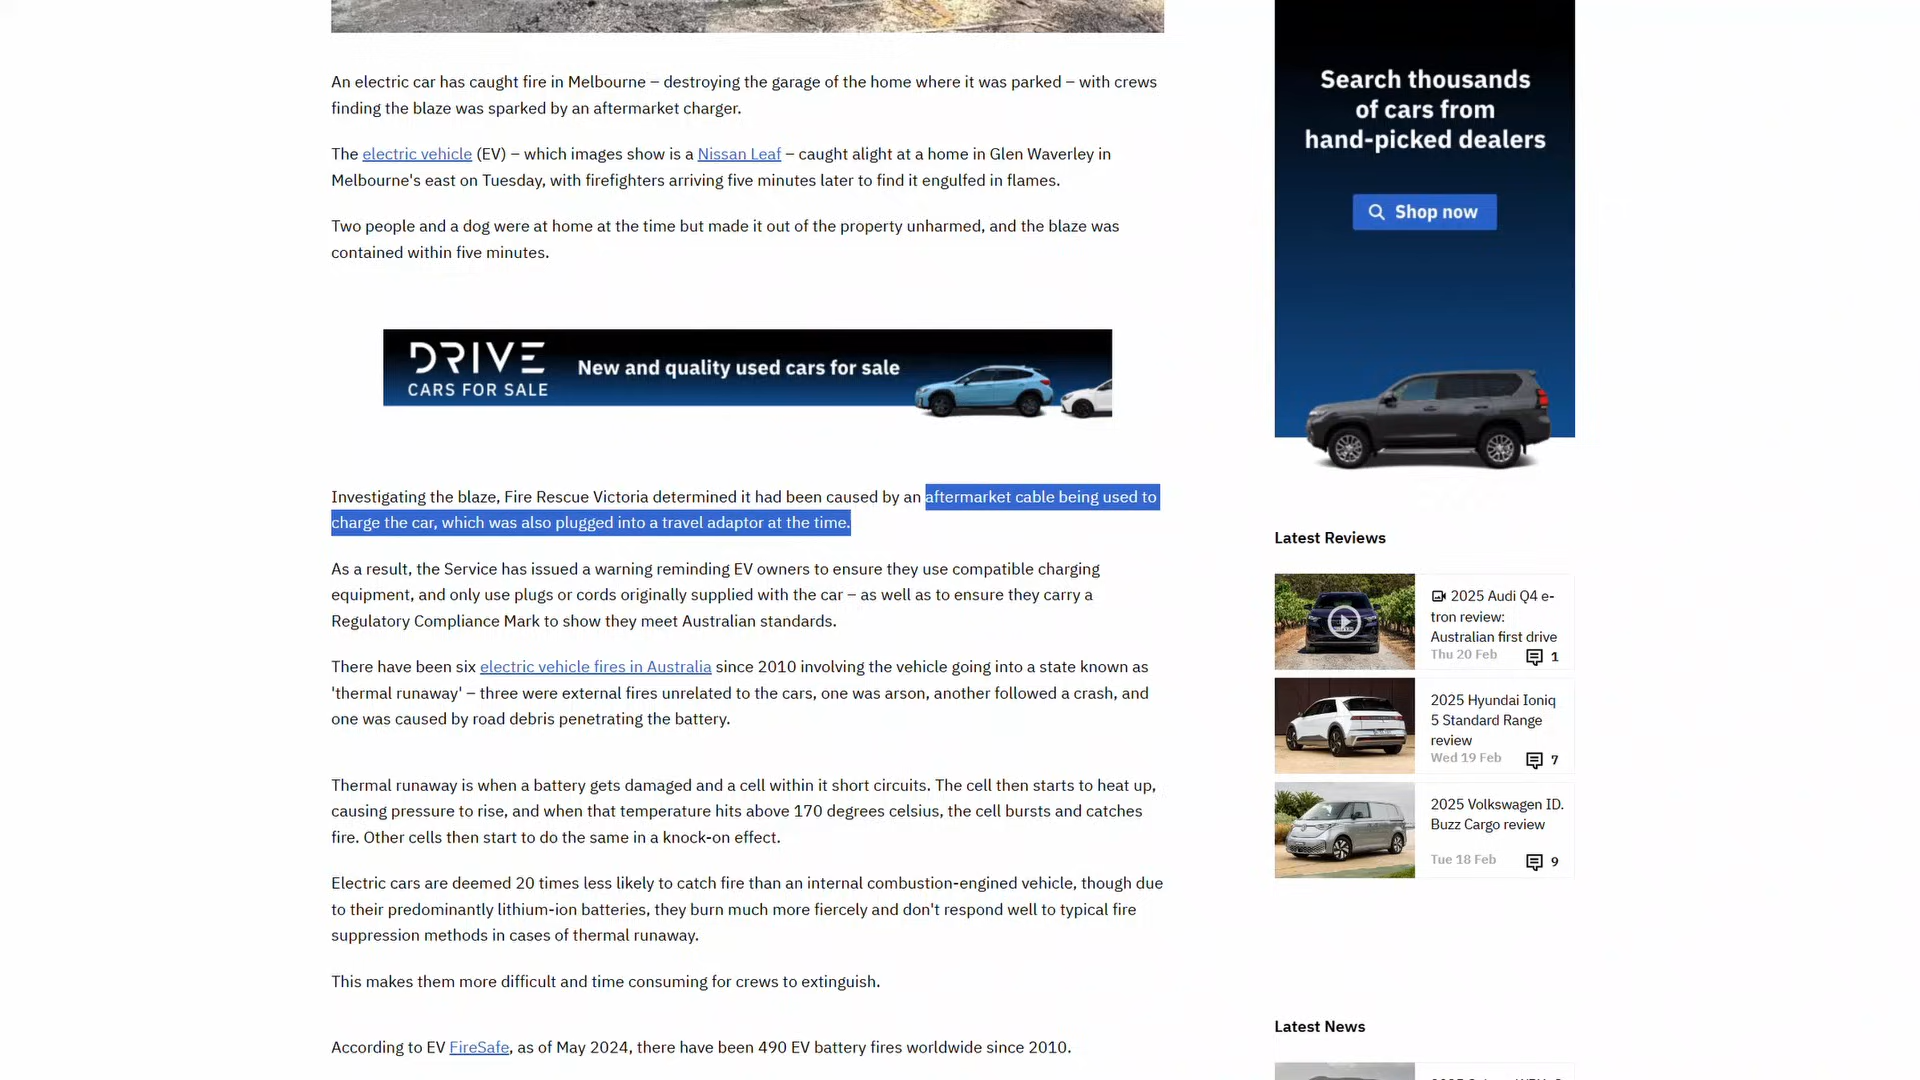 An electric car has caught fire in Melbourne – destroying the garage of the home where it was parked – with crews
finding the blaze was sparked by an aftermarket charger.
The electric vehicle (EV) – which images show is a Nissan Leaf – caught alight at a home in Glen Waverley in
Melbourne's east on Tuesday, with firefighters arriving five minutes later to find it engulfed in flames.
Two people and a dog were at home at the time but made it out of the property unharmed, and the blaze was
contained within five minutes.
DRIVE
CARS FOR SALE
New and quality used cars for sale
Investigating the blaze, Fire Rescue Victoria determined it had been caused by an aftermarket cable being used to
charge the car, which was also plugged into a travel adaptor at the time.
As a result, the Service has issued a warning reminding EV owners to ensure they use compatible charging
equipment, and only use plugs or cords originally supplied with the car – as well as to ensure they carry a
Regulatory Compliance Mark to show they meet Australian standards.
There have been six electric vehicle fires in Australia since 2010 involving the vehicle going into a state known as
'thermal runaway' – three were external fires unrelated to the cars, one was arson, another followed a crash, and
one was caused by road debris penetrating the battery.
Thermal runaway is when a battery gets damaged and a cell within it short circuits. The cell then starts to heat up,
causing pressure to rise, and when that temperature hits above 170 degrees celsius, the cell bursts and catches
fire. Other cells then start to do the same in a knock-on effect.
Electric cars are deemed 20 times less likely to catch fire than an internal combustion-engined vehicle, though due
to their predominantly lithium-ion batteries, they burn much more fiercely and don't respond well to typical fire
suppression methods in cases of thermal runaway.
This makes them more difficult and time consuming for crews to extinguish.
According to EV FireSafe, as of May 2024, there have been 490 EV battery fires worldwide since 2010.
Search thousands
of cars from
hand-picked dealers
Shop now
Latest Reviews
2025 Audi Q4 e-
tron review:
Australian first drive
Thu 20 Feb 1
2025 Hyundai Ioniq
5 Standard Range
review
Wed 19 Feb 7
2025 Volkswagen ID.
Buzz Cargo review
Tue 18 Feb 9
Latest News